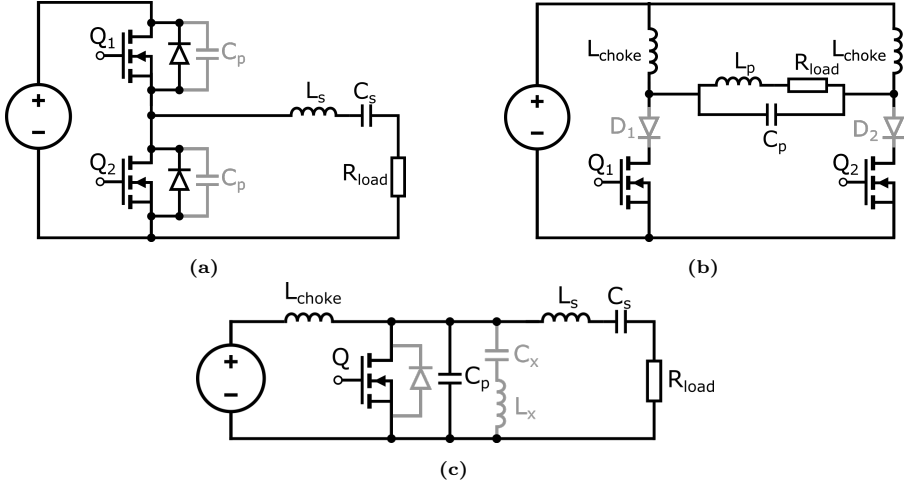 Q1
Cp
Ls
Cs
Q2
Cp
Rload
(a)
Lchoke
Lchoke
Lp
Rload
Cp
D1
D2
Q1
Q2
(b)
Lchoke
Ls
Cs
Q
Cp
Cx
Lx
Rload
(c)